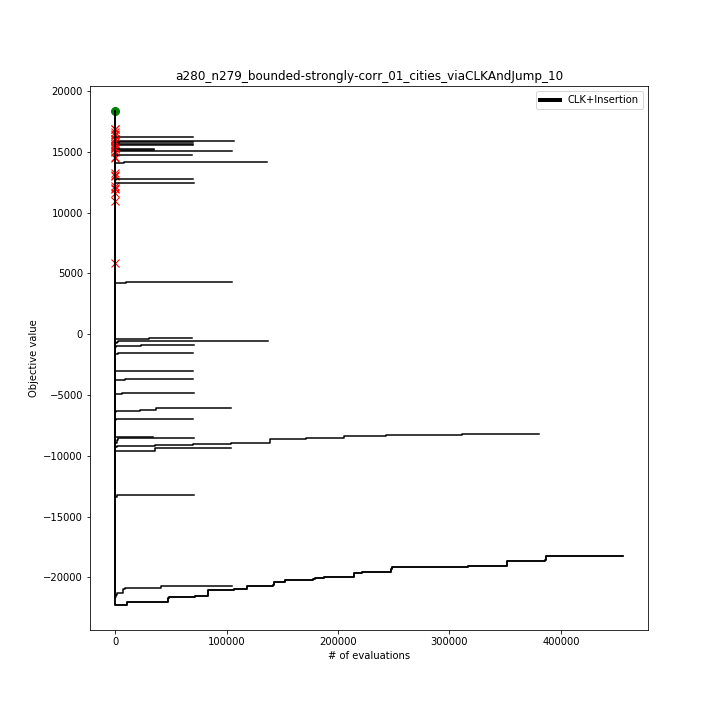 a280_n279_bounded-strongly-corr_01_cities_viaCLKAndJump_10
CLK+Insertion
20000
15000
10000
5000
0
−5000
−10000
−15000
−20000
Objective value
0 100000 200000 300000 400000
# of evaluations